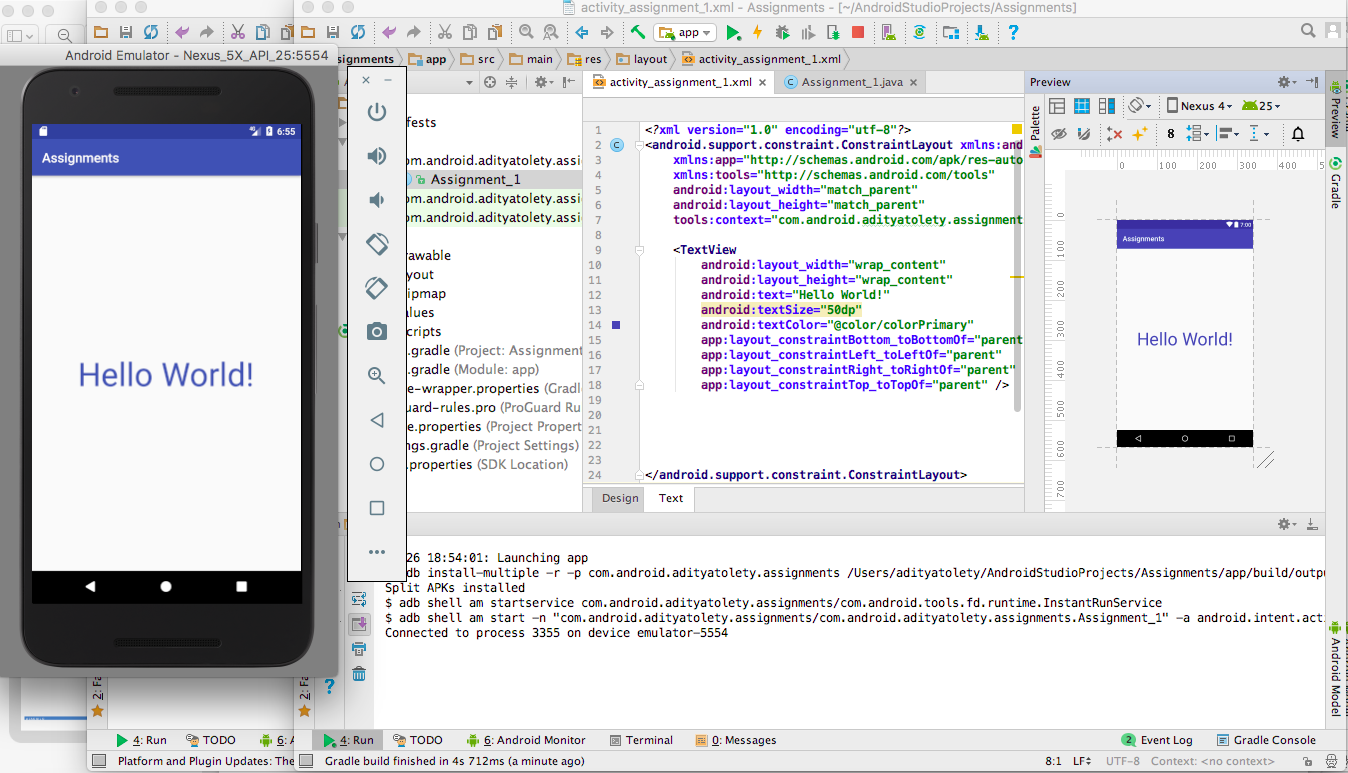 activity_assignment_1.xml - Assignments - [~/AndroidStudioProjects/Assignments]
app
Android Emulator - Nexus_5X_API_25:5554
signments
app
src
main
res
layout
activity_assignment_1.xml
6:55
Assignments
Hello World!
fests
om.android.adityatolety.assi
Assignment_1
om.android.adityatolety.assi
om.android.adityatolety.assi
rawable
yout
ipmap
alues
cripts
.gradle (Project: Assignment
.gradle (Module: app)
e-wrapper.properties (Gradl
uard-rules.pro (ProGuard Ru
e.properties (Project Propert
ngs.gradle (Project Settings)
.properties (SDK Location)
activity_assignment_1.xml
Assignment_1.java
1 <?xml version="1.0" encoding="utf-8"?>
2 <android.support.constraint.ConstraintLayout xmlns:and
3 xmlns:app="http://schemas.android.com/apk/res-auto
4 xmlns:tools="http://schemas.android.com/tools"
5 android:layout_width="match_parent"
6 android:layout_height="match_parent"
7 tools:context="com.android.adityatolety.assignment
8
9 <TextView
10 android:layout_width="wrap_content"
11 android:layout_height="wrap_content"
12 android:text="Hello World!"
13 android:textSize="50dp"
14 android:textColor="@color/colorPrimary"
15 app:layout_constraintBottom_toBottomOf="parent
16 app:layout_constraintLeft_toLeftOf="parent"
17 app:layout_constraintRight_toRightOf="parent"
18 app:layout_constraintTop_toTopOf="parent" />
19
20
21
22
23
24 </android.support.constraint.ConstraintLayout>
Design
Text
Preview
Palette
Nexus 4
25
8
0 100 200 300 400 5
0
100
200
300
400
500
600
700
7:00
Assignments
Hello World!
Preview
Gradle
Android Model
26 18:54:01: Launching app
db install-multiple -r -p com.android.adityatolety.assignments /Users/adityatolety/AndroidStudioProjects/Assignments/app/build/outpu
Split APKs installed
$ adb shell am startservice com.android.adityatolety.assignments/com.android.tools.fd.runtime.InstantRunService
$ adb shell am start -n "com.android.adityatolety.assignments/com.android.adityatolety.assignments.Assignment_1" -a android.intent.acti
Connected to process 3355 on device emulator-5554
2: Fa
2: Fa
4: Run
TODO
6: A
4: Run
TODO
6: Android Monitor
Terminal
0: Messages
2 Event Log
Gradle Console
Platform and Plugin Updates: The
Gradle build finished in 4s 712ms (a minute ago)
8:1
LF
UTF-8
Context: <no context>